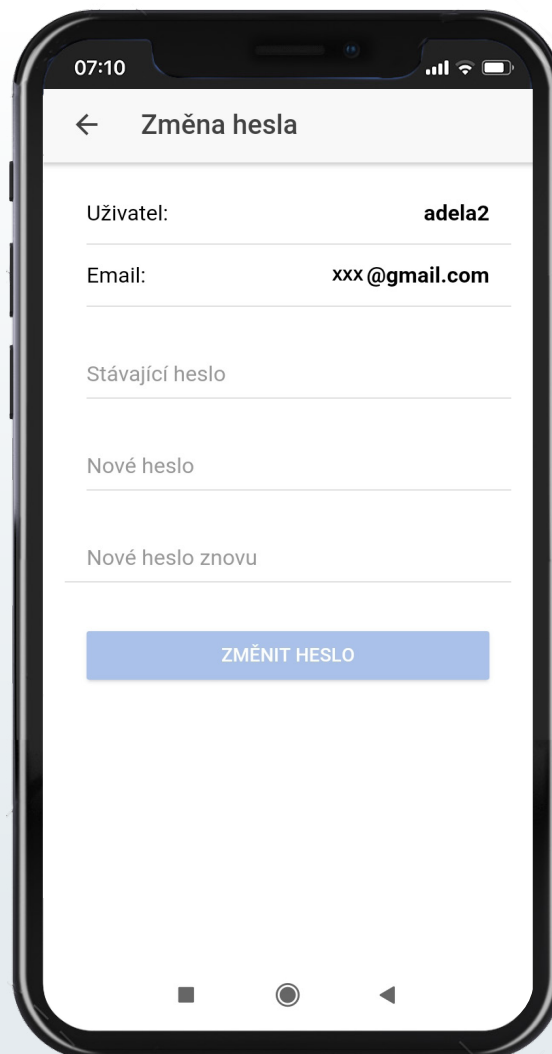 07:10
Změna hesla
Uživatel: adela2
Email: xxx@gmail.com
Stávající heslo
Nové heslo
Nové heslo znovu
ZMĚNIT HESLO